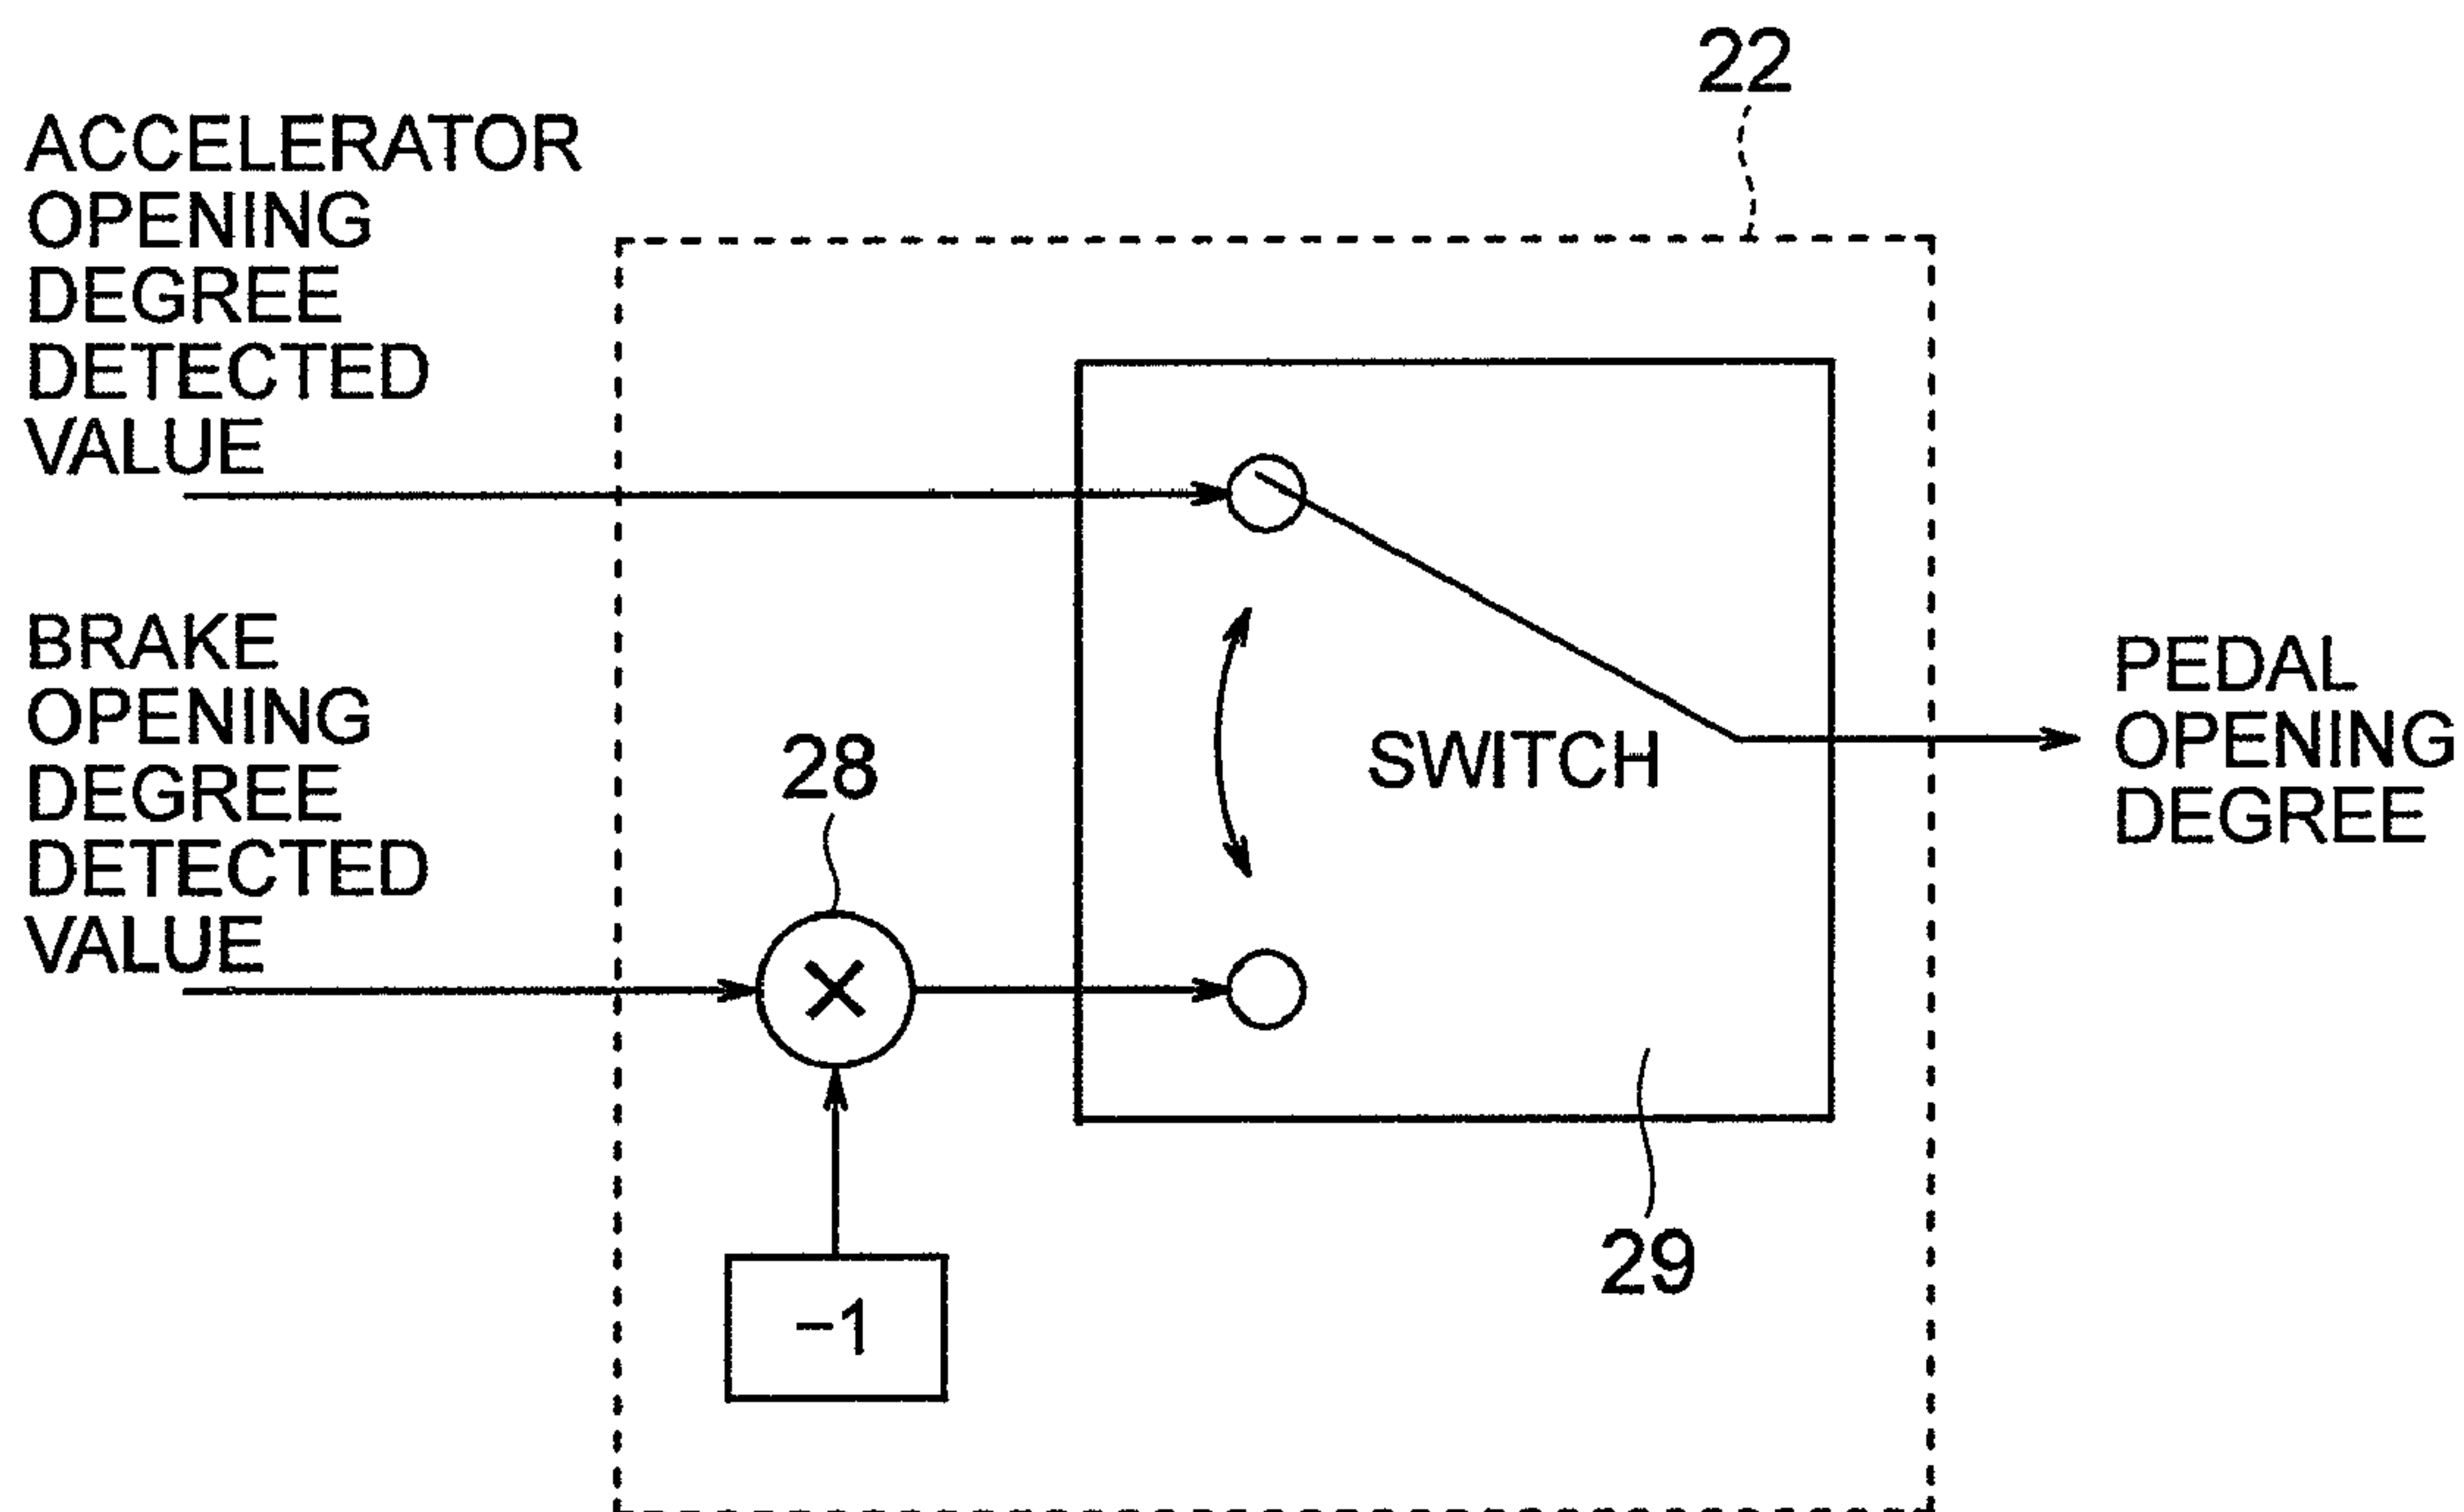 22
ACCELERATOR
OPENING
DEGREE
DETECTED
VALUE
BRAKE
OPENING
DEGREE
DETECTED
VALUE
28
SWITCH
PEDAL
OPENING
DEGREE
×
29
−1